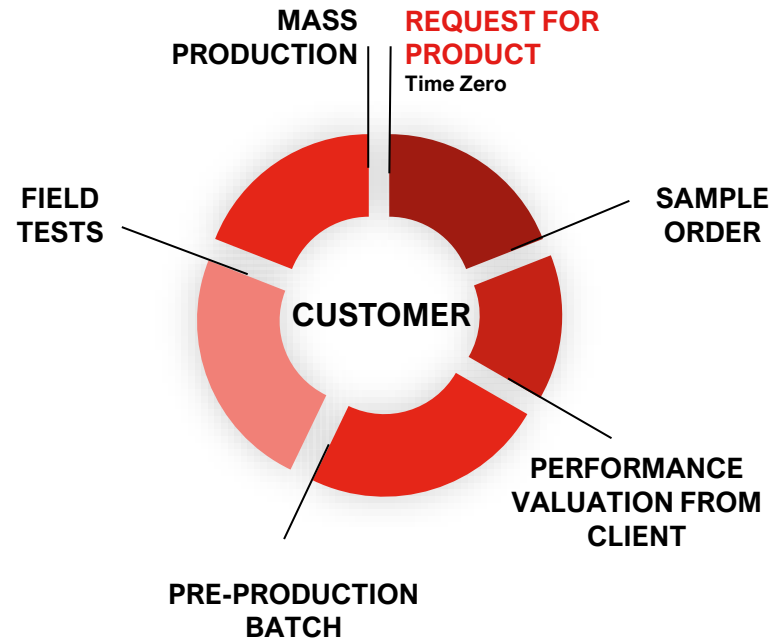 MASS
PRODUCTION
REQUEST FOR
PRODUCT
Time Zero
SAMPLE
ORDER
PERFORMANCE
VALUATION FROM
CLIENT
PRE-PRODUCTION
BATCH
FIELD
TESTS
CUSTOMER